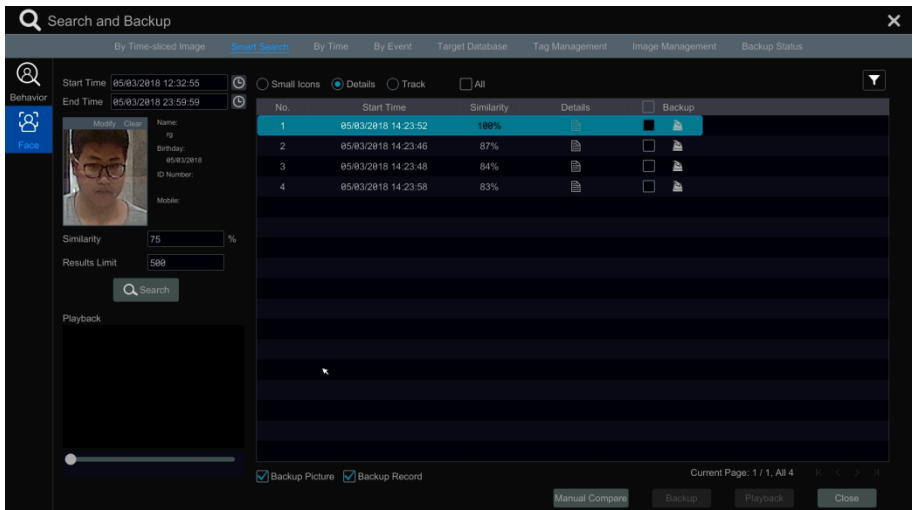 Search and Backup
By Time-sliced Image Smart Search By Time By Event Target Database Tag Management Image Management Backup Status
Behavior
Face
Start Time 05/03/2018 12:32:55
End Time 05/03/2018 23:59:59
Modify Clear
Name:
rg
Birthday:
05/03/2018
ID Number:
Mobile:
Similarity 75 %
Results Limit 500
Search
Playback
Small Icons Details Track All
No. Start Time Similarity Details Backup
1 05/03/2018 14:23:52 100%
2 05/03/2018 14:23:46 87%
3 05/03/2018 14:23:48 84%
4 05/03/2018 14:23:58 83%
Backup Picture Backup Record
Current Page: 1 / 1, All 4
Manual Compare Backup Playback Close